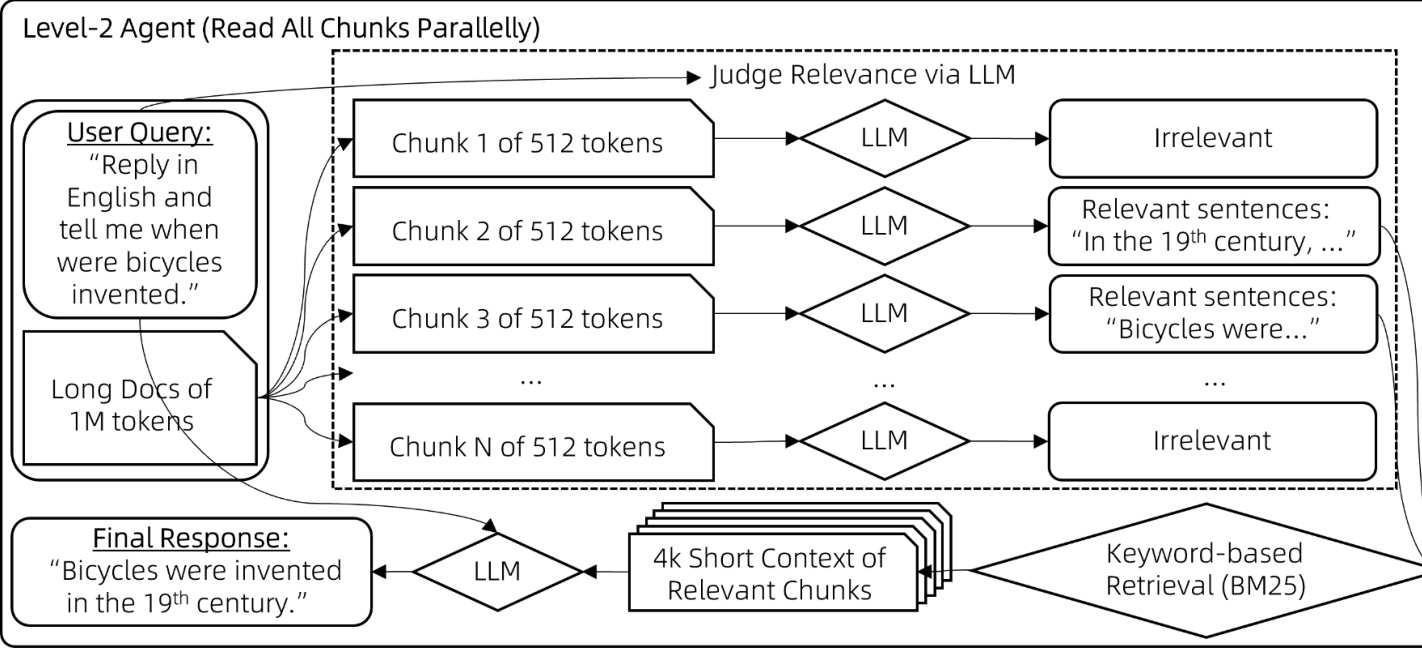 Level-2 Agent (Read All Chunks Parallelly)
Judge Relevance via LLM
User Query:
“Reply in
English and
tell me when
were bicycles
invented.”
Long Docs of
1M tokens
Chunk 1 of 512 tokens
LLM
Irrelevant
Chunk 2 of 512 tokens
LLM
Relevant sentences:
“In the 19th century, ...”
Chunk 3 of 512 tokens
LLM
Relevant sentences:
“Bicycles were...”
...
...
...
Chunk N of 512 tokens
LLM
Irrelevant
Keyword-based
Retrieval (BM25)
4k Short Context of
Relevant Chunks
LLM
Final Response:
“Bicycles were invented
in the 19th century.”